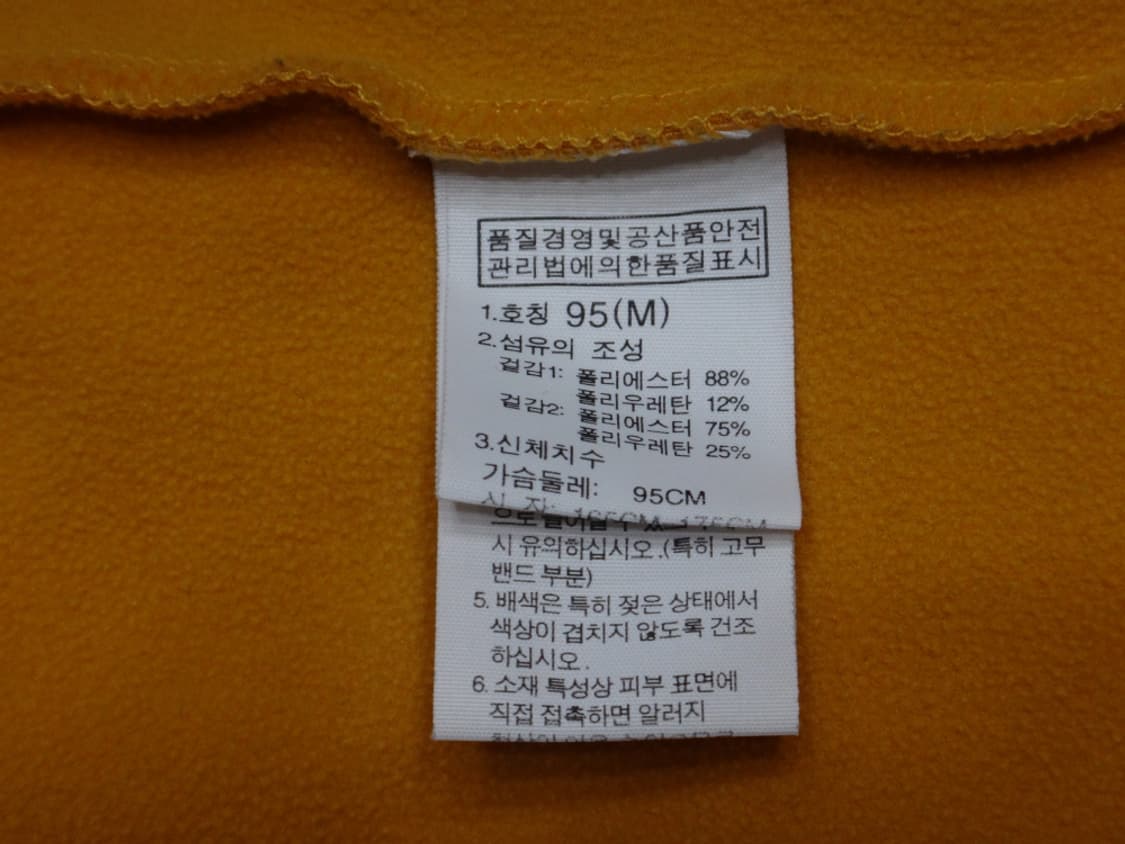 품질경영및공산품안전
관리법에의한품질표시
1.호칭 95(M)
2.섬유의 조성
겉감1: 폴리에스터 88%
폴리우레탄 12%
겉감2: 폴리에스터 75%
폴리우레탄 25%
3.신체치수
가슴둘레: 95CM
시 유의하십시오.(특히 고무
밴드 부분)
5. 배색은 특히 젖은 상태에서
색상이 겹치지 않도록 건조
하십시오.
6. 소재 특성상 피부 표면에
직접 접촉하면 알러지